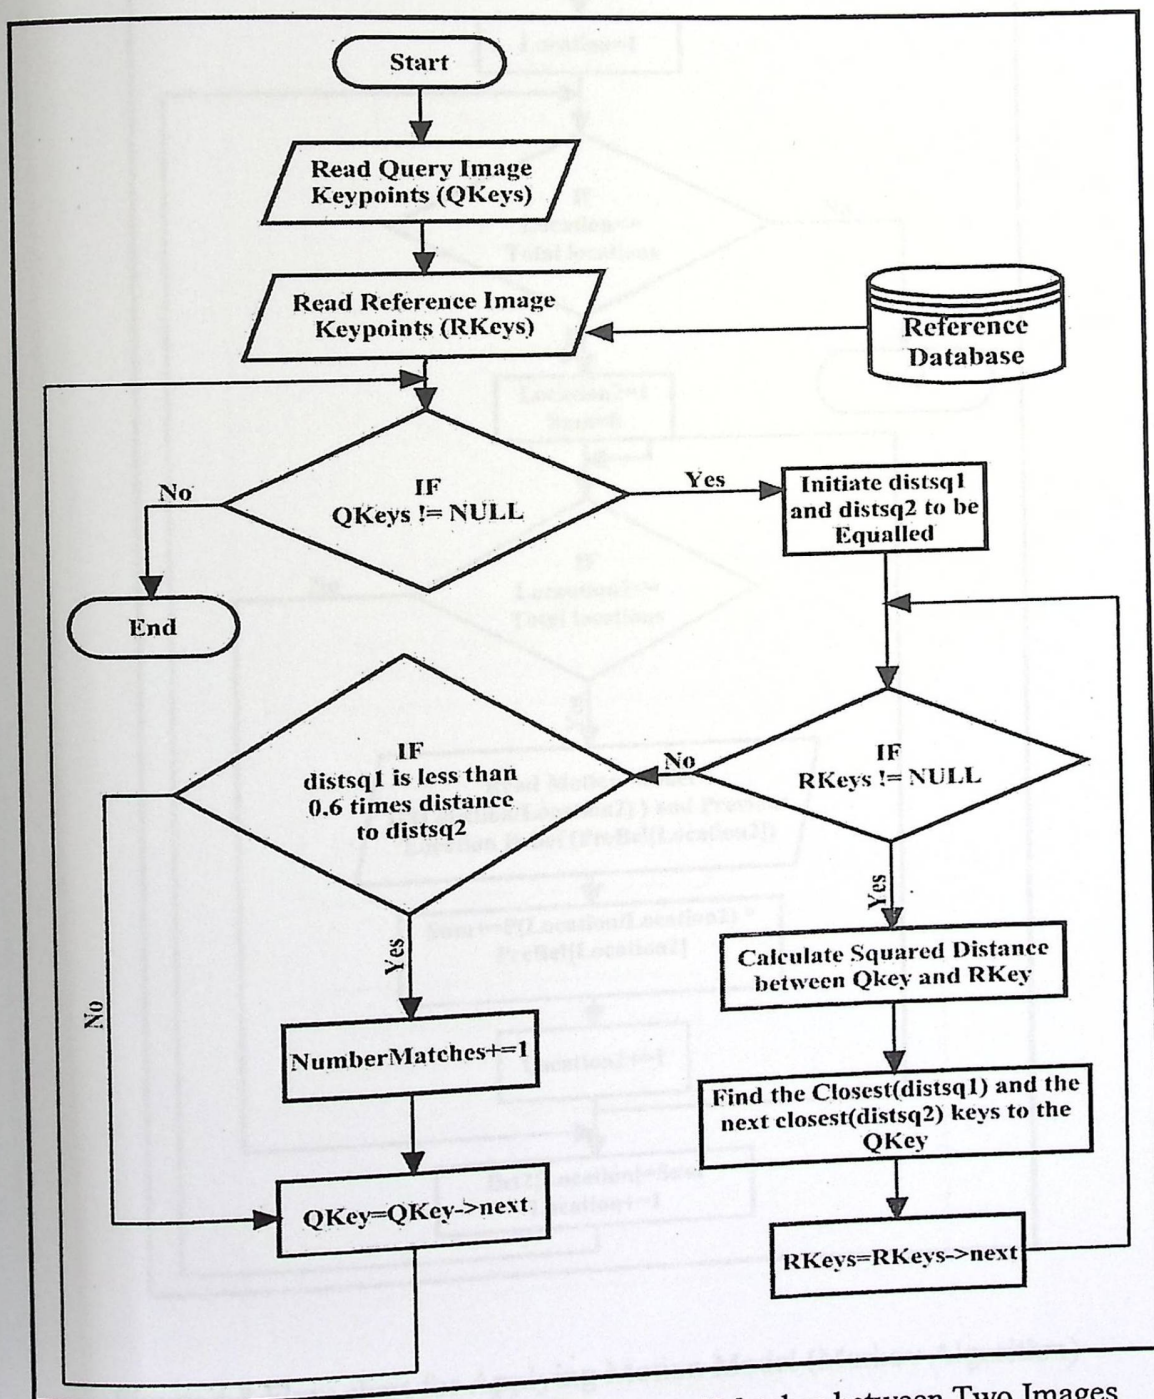 Start
Read Query Image
Keypoints (QKeys)
Read Reference Image
Keypoints (RKeys)
Reference
Database
IF
QKeys != NULL
No
Yes
Initiate distsq1
and distsq2 to be
Equalled
End
IF
RKeys != NULL
No
Yes
IF
distsq1 is less than
0.6 times distance
to distsq2
Yes
No
Calculate Squared Distance
between Qkey and RKey
NumberMatches+=1
Find the Closest(distsq1) and the
next closest(distsq2) keys to the
QKey
QKey=QKey->next
RKeys=RKeys->next
between Two Images